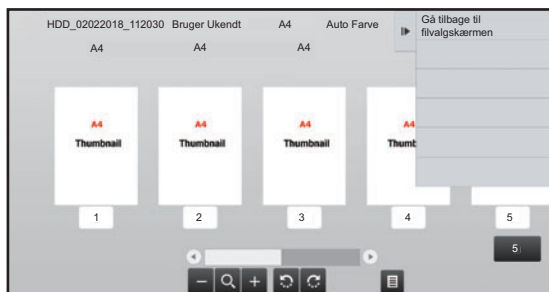 HDD_02022018_112030 Bruger Ukendt A4 Auto Farve
Gå tilbage til
filvalgskærmen
A4 A4 A4
A4 A4 A4 A4
Thumbnail Thumbnail Thumbnail Thumb
1 2 3 4 5
5